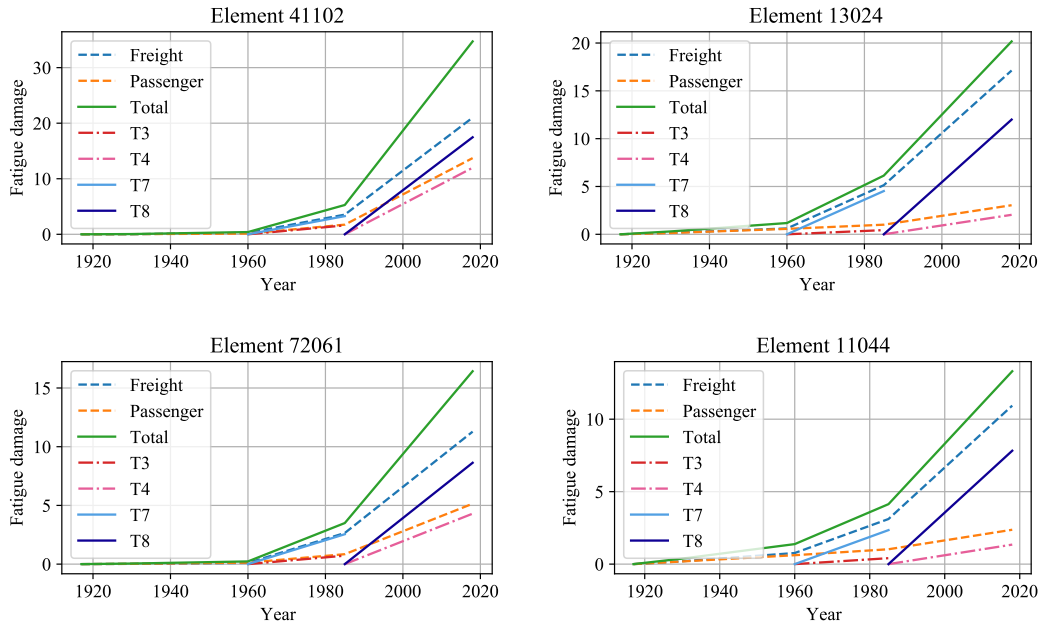 Element 41102
Fatigue damage
30
20
10
0
Freight
Passenger
Total
T3
T4
T7
T8
1920 1940 1960 1980 2000 2020
Year
Element 13024
Fatigue damage
20
15
10
5
0
Freight
Passenger
Total
T3
T4
T7
T8
1920 1940 1960 1980 2000 2020
Year
Element 72061
Fatigue damage
15
10
5
0
Freight
Passenger
Total
T3
T4
T7
T8
1920 1940 1960 1980 2000 2020
Year
Element 11044
Fatigue damage
10
5
0
Freight
Passenger
Total
T3
T4
T7
T8
1920 1940 1960 1980 2000 2020
Year